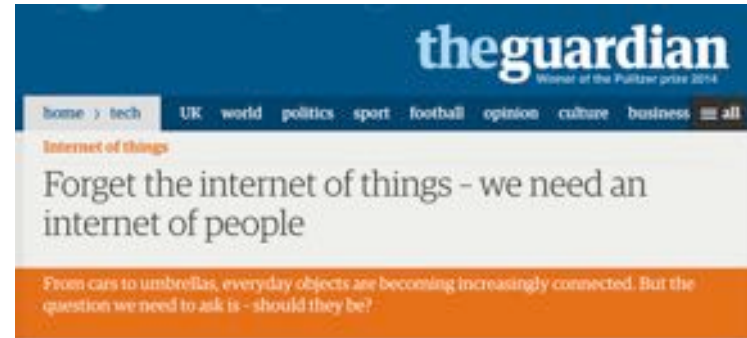 theguardian
Winner of the Pulitzer prize 2014
home › tech UK world politics sport football opinion culture business ≡ all
Internet of things
Forget the internet of things – we need an
internet of people
From cars to umbrellas, everyday objects are becoming increasingly connected. But the
question we need to ask is – should they be?